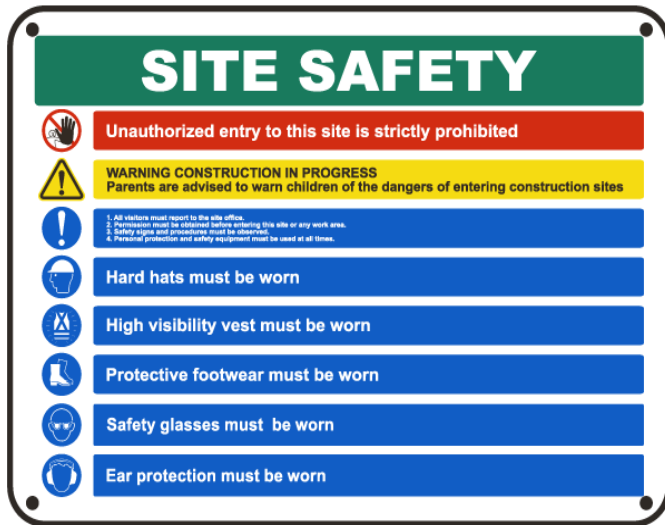 SITE SAFETY
Unauthorized entry to this site is strictly prohibited
WARNING CONSTRUCTION IN PROGRESS
Parents are advised to warn children of the dangers of entering construction sites
1. All visitors must report to the site office.
2. Permission must be obtained before entering this site or any work area.
3. Safety signs and procedures must be observed.
4. Personal protection and safety equipment must be used at all times.
Hard hats must be worn
High visibility vest must be worn
Protective footwear must be worn
Safety glasses must be worn
Ear protection must be worn